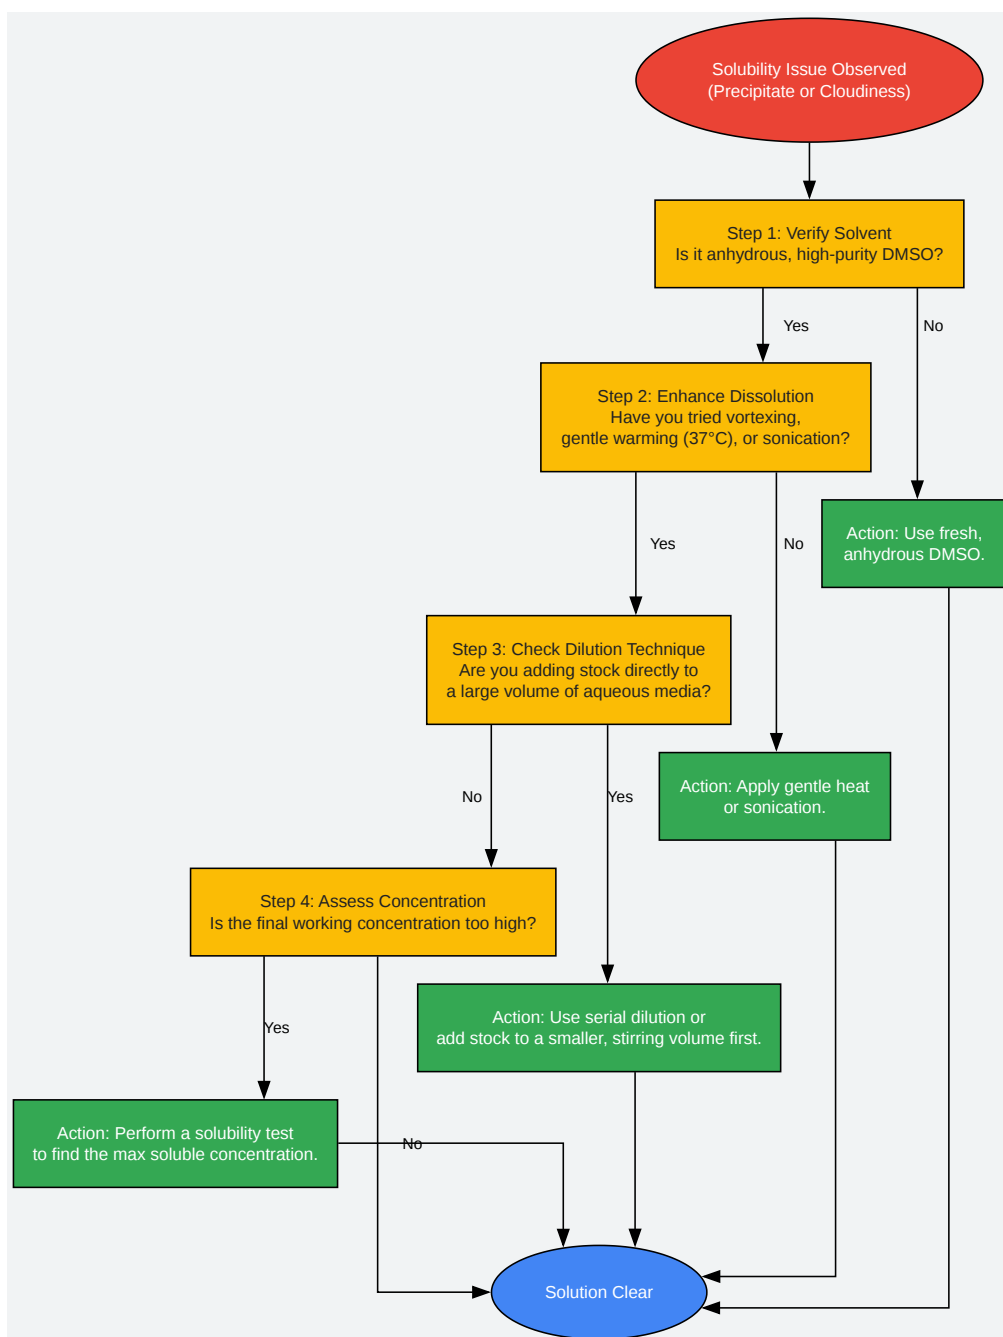 Solubility Issue Observed
(Precipitate or Cloudiness)
Step 1: Verify Solvent
Is it anhydrous, high-purity DMSO?
Yes
No
Step 2: Enhance Dissolution
Have you tried vortexing,
gentle warming (37°C), or sonication?
Action: Use fresh,
anhydrous DMSO.
Yes
No
Step 3: Check Dilution Technique
Are you adding stock directly to
a large volume of aqueous media?
Action: Apply gentle heat
or sonication.
No
Yes
Step 4: Assess Concentration
Is the final working concentration too high?
Action: Use serial dilution or
add stock to a smaller, stirring volume first.
Yes
Action: Perform a solubility test
to find the max soluble concentration.
No
Solution Clear